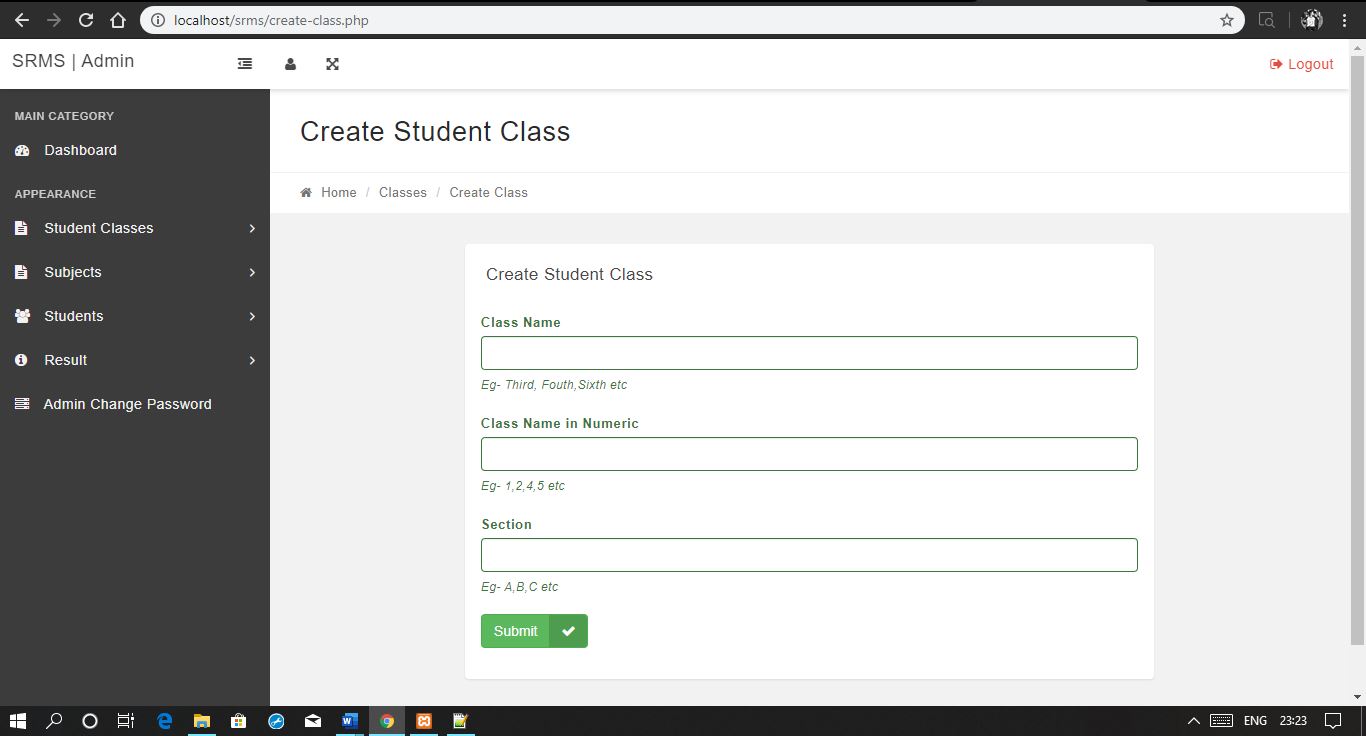 localhost/srms/create-class.php
SRMS | Admin
Logout
MAIN CATEGORY
Dashboard
APPEARANCE
Student Classes
Subjects
Students
Result
Admin Change Password
Create Student Class
Home / Classes / Create Class
Create Student Class
Class Name
Eg- Third, Fouth,Sixth etc
Class Name in Numeric
Eg- 1,2,4,5 etc
Section
Eg- A,B,C etc
Submit
ENG 23:23